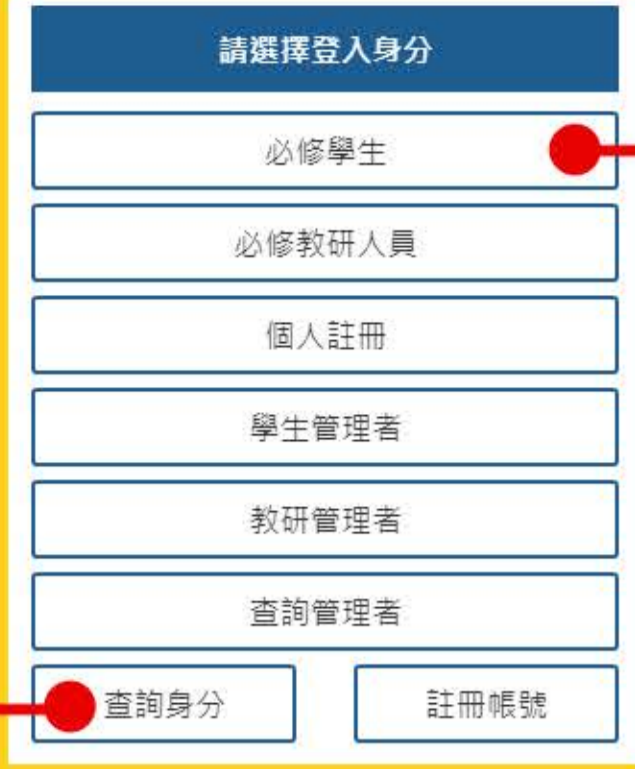 請選擇登入身分
必修學生
必修教研人員
個人註冊
學生管理者
教研管理者
查詢管理者
查詢身分 註冊帳號